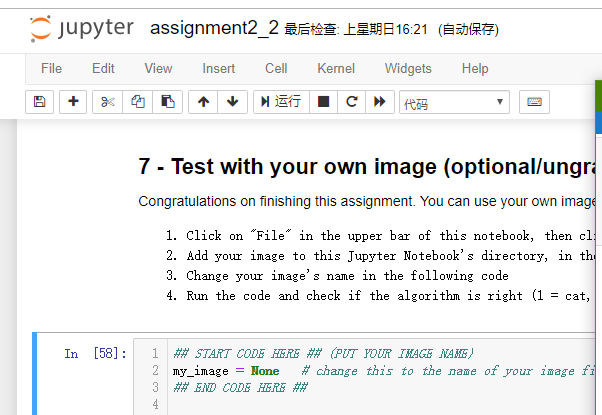 jupyter assignment2_2 最后检查: 上星期日16:21 (自动保存)
File Edit View Insert Cell Kernel Widgets Help
运行 代码
7 - Test with your own image (optional/ungra
Congratulations on finishing this assignment. You can use your own image
1. Click on "File" in the upper bar of this notebook, then cli
2. Add your image to this Jupyter Notebook's directory, in the
3. Change your image's name in the following code
4. Run the code and check if the algorithm is right (1 = cat,
In [58]: 1 ## START CODE HERE ## (PUT YOUR IMAGE NAME)
2 my_image = None # change this to the name of your image fi
3 ## END CODE HERE ##
4